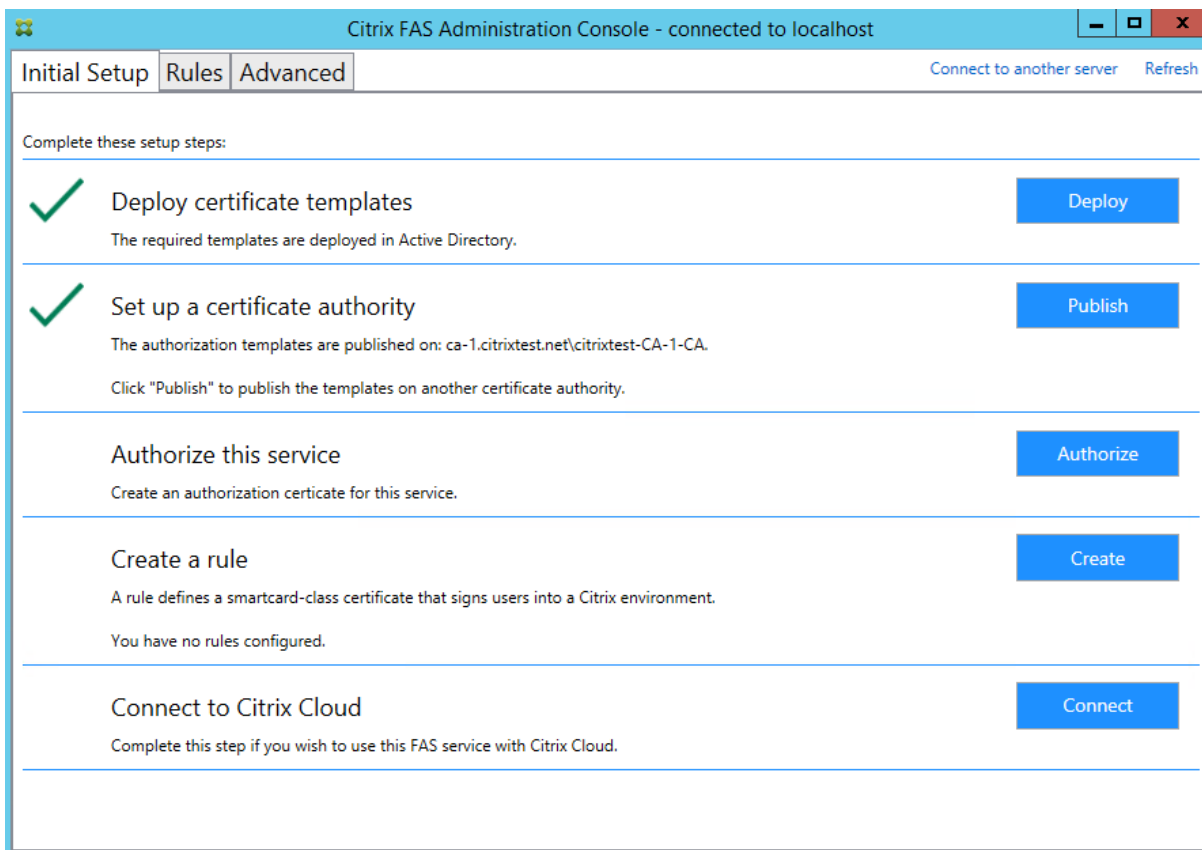 Citrix FAS Administration Console - connected to localhost
Initial Setup Rules Advanced Connect to another server Refresh
Complete these setup steps:
Deploy certificate templates Deploy
The required templates are deployed in Active Directory.
Set up a certificate authority Publish
The authorization templates are published on: ca-1.citrixtest.net\citrixtest-CA-1-CA.
Click "Publish" to publish the templates on another certificate authority.
Authorize this service Authorize
Create an authorization certicate for this service.
Create a rule Create
A rule defines a smartcard-class certificate that signs users into a Citrix environment.
You have no rules configured.
Connect to Citrix Cloud Connect
Complete this step if you wish to use this FAS service with Citrix Cloud.